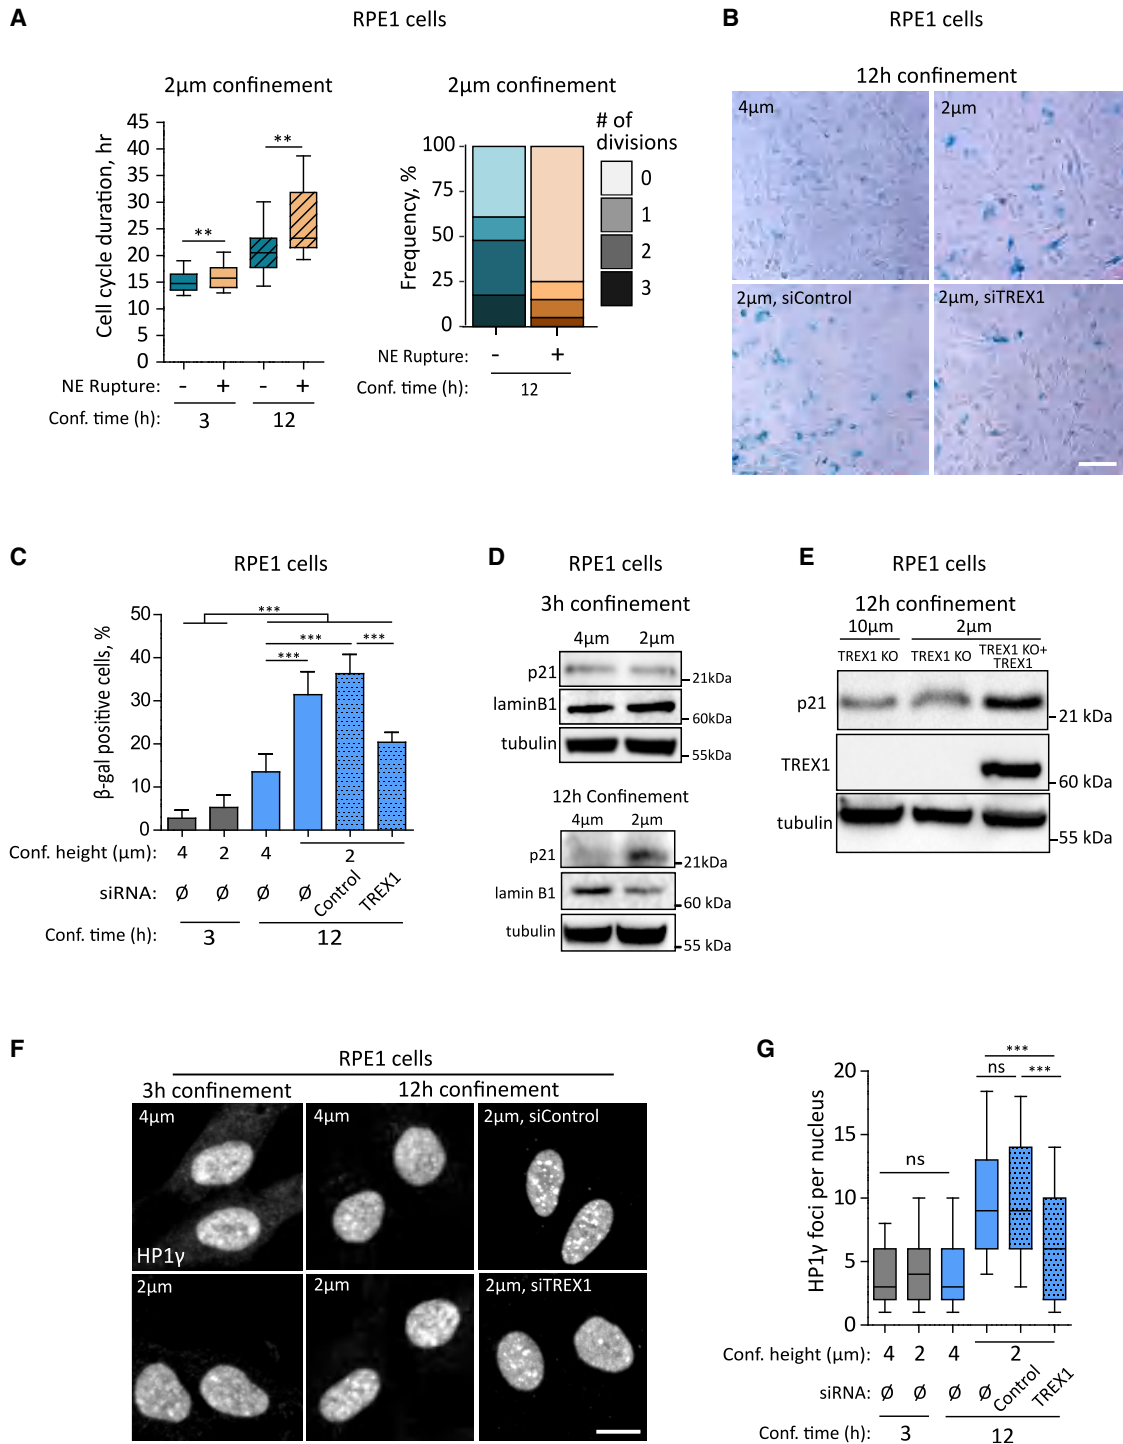 A
RPE1 cells
2µm confinement
Cell cycle duration, hr
45
40
35
30
25
20
15
10
5
0
**
**
NE Rupture: - + - +
Conf. time (h): 3 12
2µm confinement
Frequency, %
100
75
50
25
0
# of
divisions
0
1
2
3
NE Rupture: - +
Conf. time (h): 12
B
RPE1 cells
12h confinement
4µm
2µm
2µm, siControl
2µm, siTREX1
C
RPE1 cells
β-gal positive cells, %
50
40
30
20
10
0
***
*** ***
***
Conf. height (µm): 4 2 4 2
siRNA: Ø Ø Ø Ø Control TREX1
Conf. time (h): 3 12
D
RPE1 cells
3h confinement
4µm 2µm
p21 21kDa
laminB1 60kDa
tubulin 55kDa
12h Confinement
4µm 2µm
p21 21kDa
lamin B1 60 kDa
tubulin 55 kDa
E
RPE1 cells
12h confinement
10µm 2µm
TREX1 KO TREX1 KO TREX1 KO+
TREX1
p21 21 kDa
TREX1 60 kDa
tubulin 55 kDa
F
RPE1 cells
3h confinement 12h confinement
4µm 4µm 2µm, siControl
HP1γ
2µm 2µm 2µm, siTREX1
G
HP1γ foci per nucleus
20
15
10
5
0
***
ns ***
ns
Conf. height (µm): 4 2 4 2
siRNA: Ø Ø Ø Ø Control TREX1
Conf. time (h): 3 12